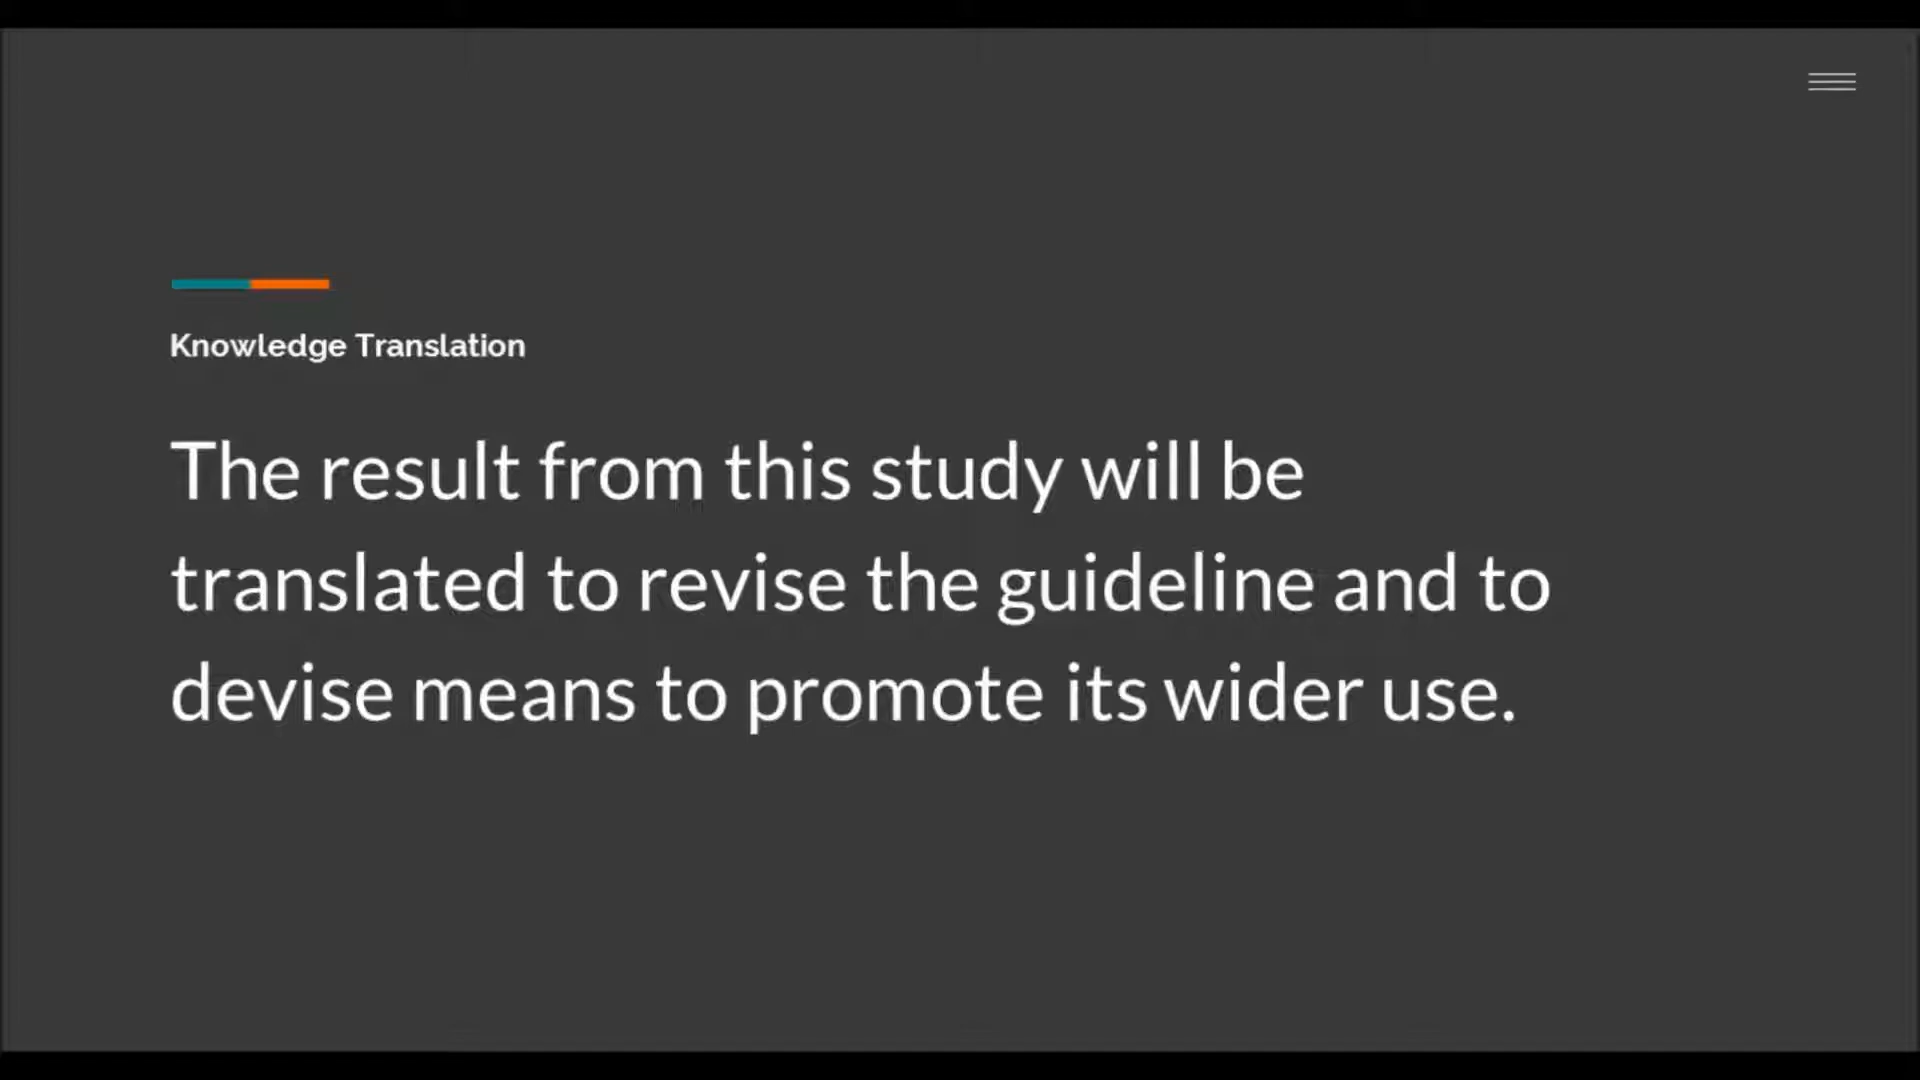 Knowledge Translation
The result from this study will be
translated to revise the guideline and to
devise means to promote its wider use.